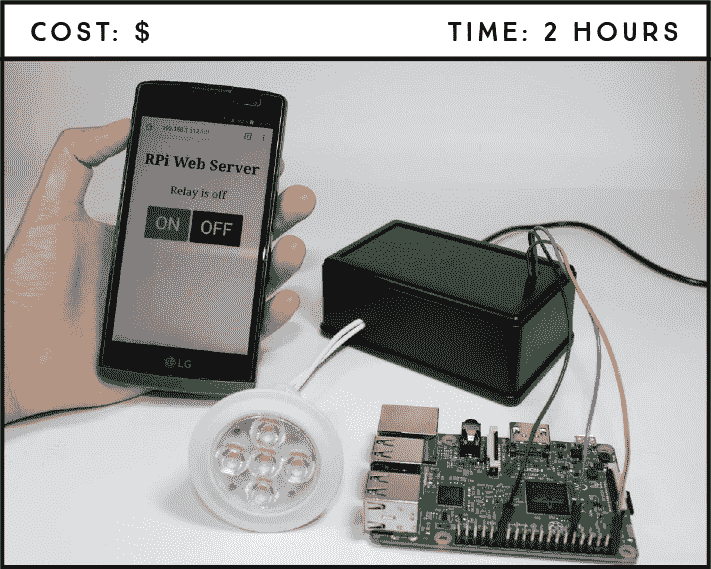 COST: $ TIME: 2 HOURS
RPi Web Server
Relay is off
ON OFF
LG